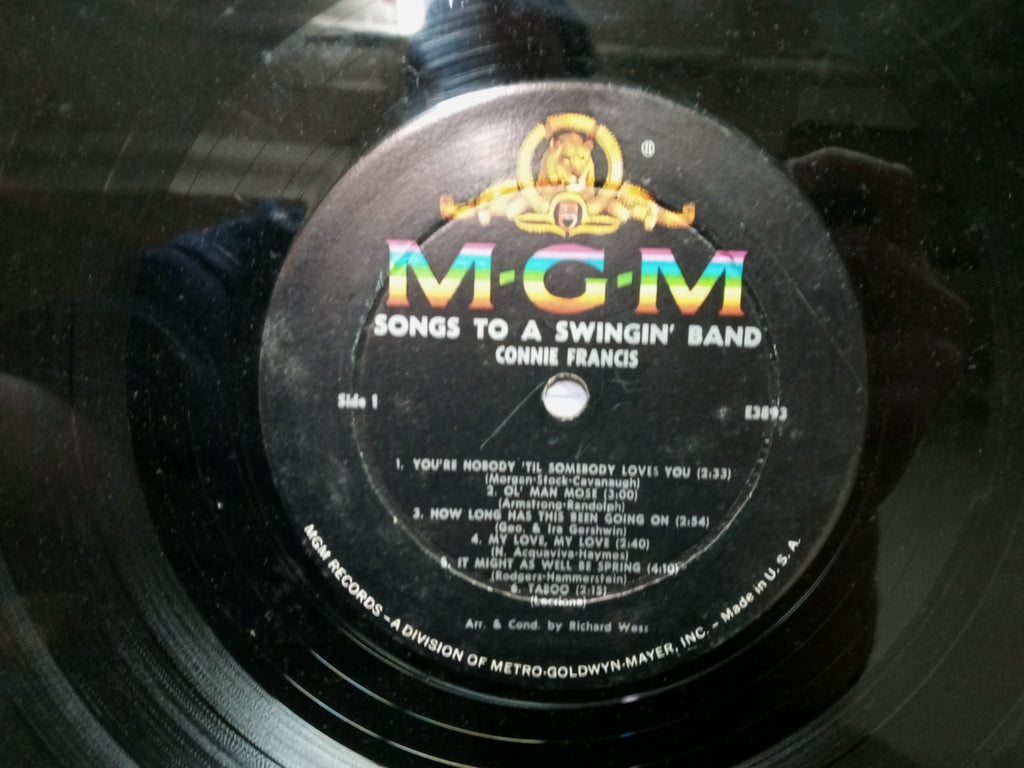 ®
M·G·M
SONGS TO A SWINGIN' BAND
CONNIE FRANCIS
Side 1
E3893
1. YOU'RE NOBODY 'TIL SOMEBODY LOVES YOU (2:33)
(Morgan-Stock-Cavanaugh)
2. OL' MAN MOSE (3:00)
(Armstrong-Randolph)
3. HOW LONG HAS THIS BEEN GOING ON (2:54)
(Geo. & Ira Gershwin)
4. MY LOVE, MY LOVE (2:40)
(N. Acquaviva-Haymes)
5. IT MIGHT AS WELL BE SPRING (4:10)
(Rodgers-Hammerstein)
6. TABOO (2:15)
Arr. & Cond. by Richard Wess
MGM RECORDS – A DIVISION OF METRO-GOLDWYN-MAYER, INC. – Made in U. S. A.